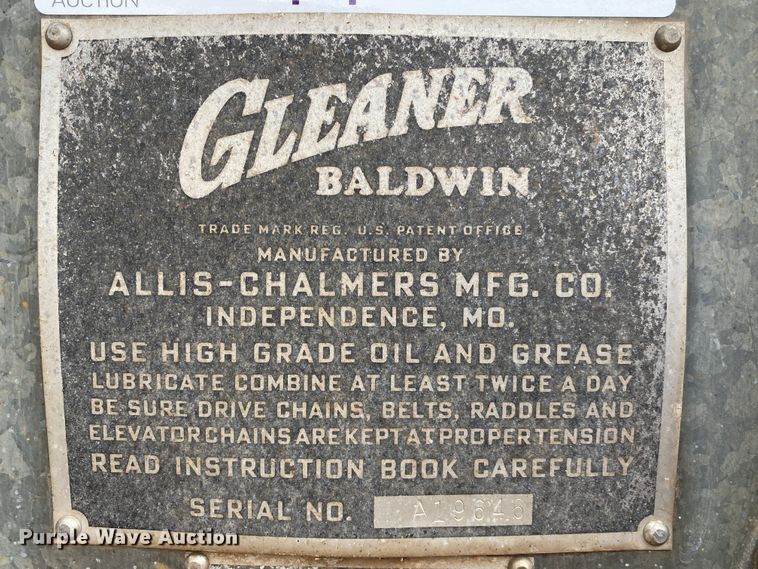 AUCTION
GLEANER
BALDWIN
TRADE MARK REG. U.S. PATENT OFFICE
MANUFACTURED BY
ALLIS-CHALMERS MFG. CO.
INDEPENDENCE, MO.
USE HIGH GRADE OIL AND GREASE
LUBRICATE COMBINE AT LEAST TWICE A DAY
BE SURE DRIVE CHAINS, BELTS, RADDLES AND
ELEVATOR CHAINS ARE KEPT AT PROPER TENSION
READ INSTRUCTION BOOK CAREFULLY
SERIAL NO. A19646
Purple Wave Auction